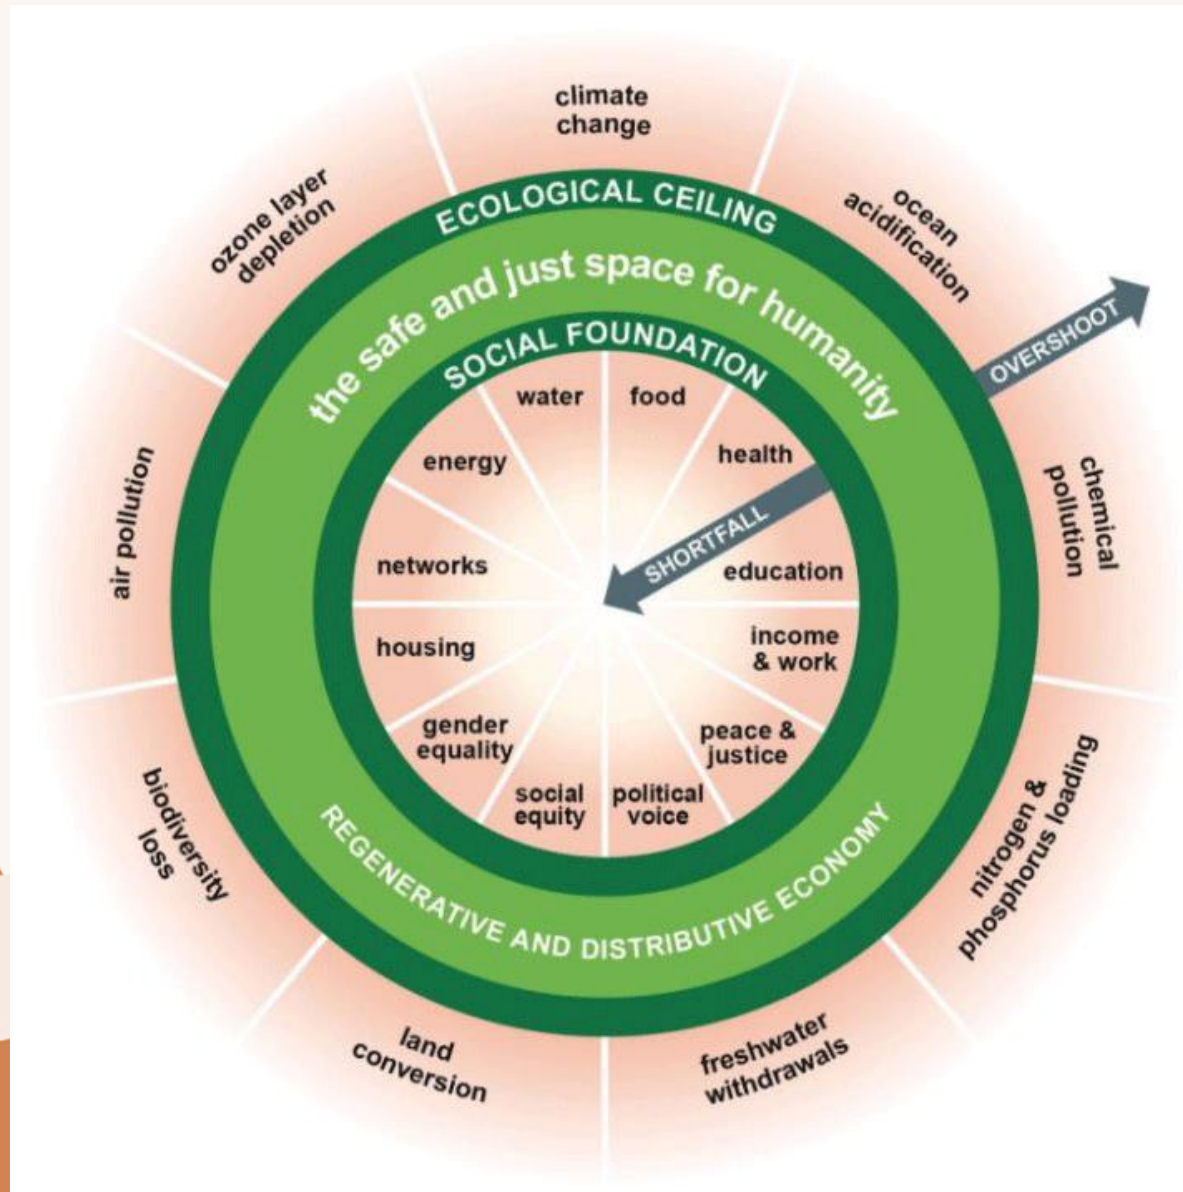 climate
change
ocean
acidification
chemical
pollution
nitrogen &
phosphorus loading
freshwater
withdrawals
land
conversion
biodiversity
loss
air pollution
ozone layer
depletion
OVERSHOOT
ECOLOGICAL CEILING
the safe and just space for humanity
SOCIAL FOUNDATION
water
food
health
SHORTFALL
education
income
& work
peace &
justice
political
voice
social
equity
gender
equality
housing
networks
energy
REGENERATIVE AND DISTRIBUTIVE ECONOMY